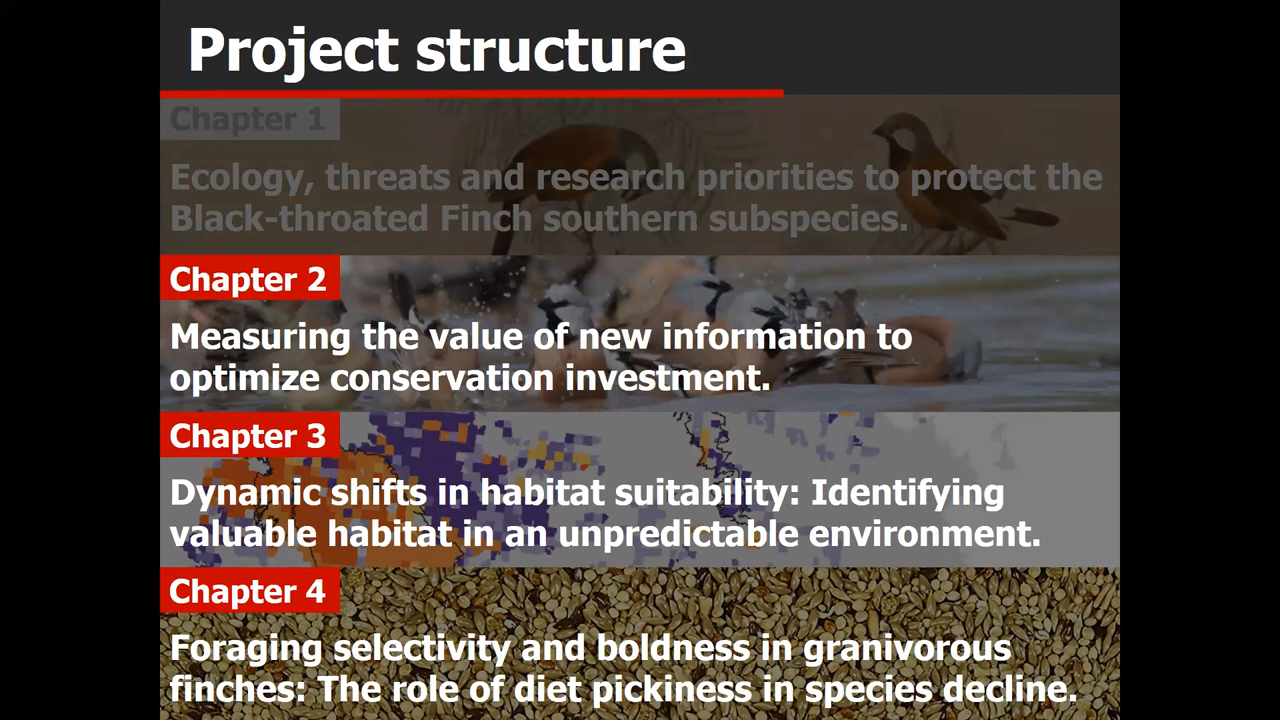 Project structure
Chapter 1
Ecology, threats and research priorities to protect the
Black-throated Finch southern subspecies.
Chapter 2
Measuring the value of new information to
optimize conservation investment.
Chapter 3
Dynamic shifts in habitat suitability: Identifying
valuable habitat in an unpredictable environment.
Chapter 4
Foraging selectivity and boldness in granivorous
finches: The role of diet pickiness in species decline.